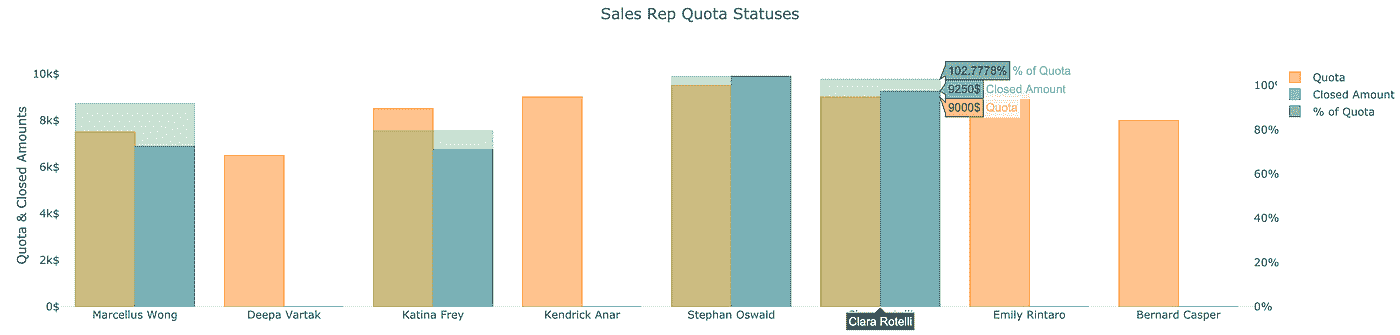 Sales Rep Quota Statuses
Quota & Closed Amounts
10k$
8k$
6k$
4k$
2k$
0$
102.7778% % of Quota
9250$ Closed Amount
9000$ Quota
100%
80%
60%
40%
20%
0%
Quota
Closed Amount
% of Quota
Marcellus Wong
Deepa Vartak
Katina Frey
Kendrick Anar
Stephan Oswald
Clara Rotelli
Emily Rintaro
Bernard Casper